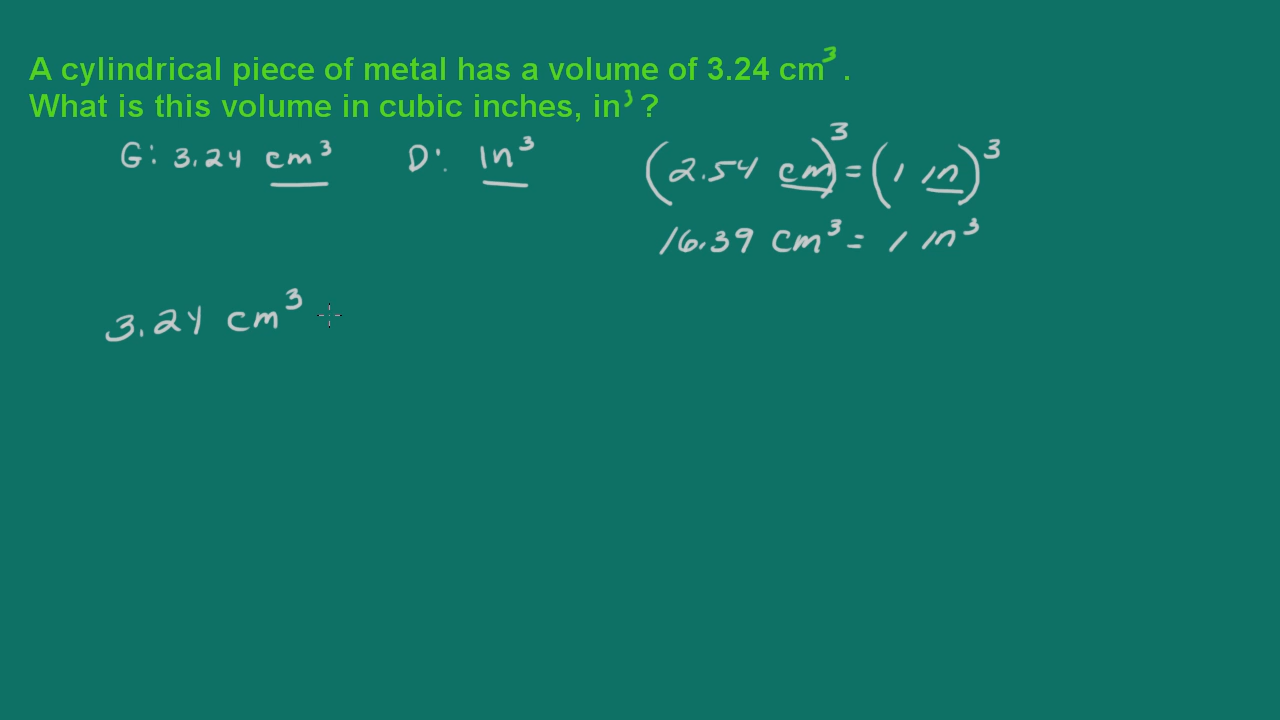 A cylindrical piece of metal has a volume of 3.24 cm³ .
What is this volume in cubic inches, in³ ?
G: 3.24 cm³ D: in³ (2.54 cm)³ = (1 in)³
16.39 cm³ = 1 in³
3.24 cm³